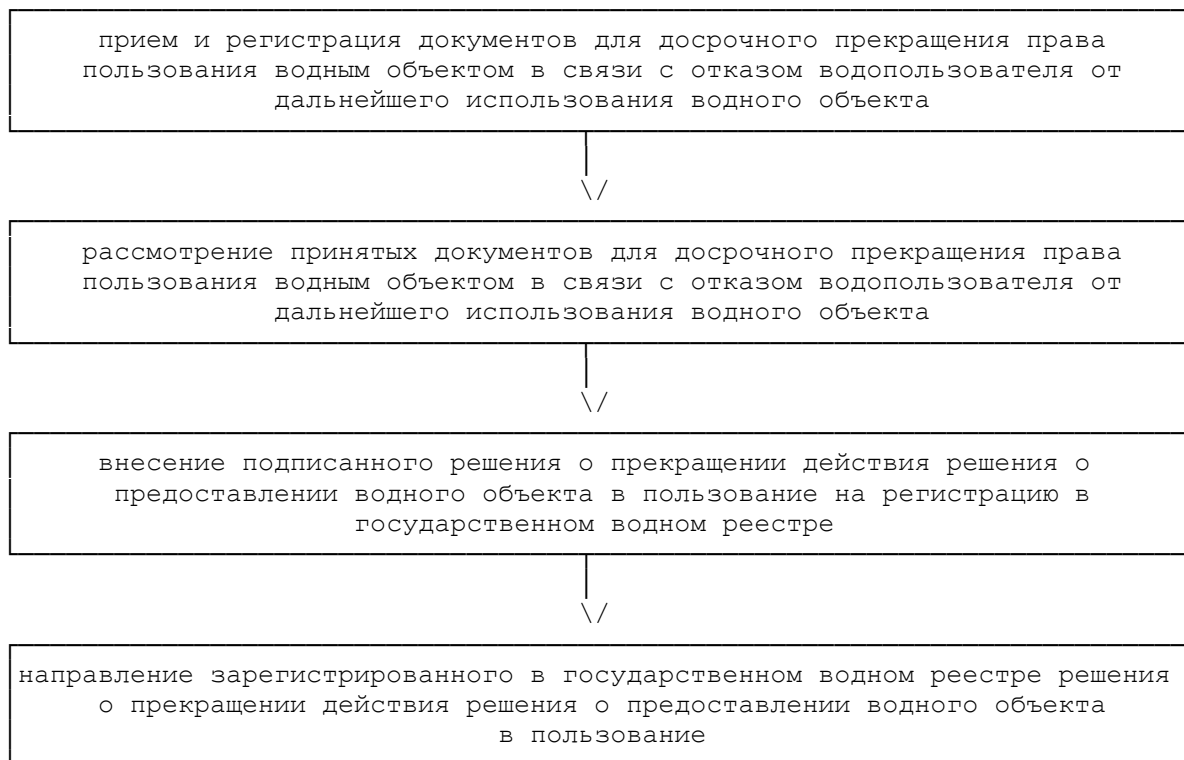 прием и регистрация документов для досрочного прекращения права
пользования водным объектом в связи с отказом водопользователя от
дальнейшего использования водного объекта
\/
рассмотрение принятых документов для досрочного прекращения права
пользования водным объектом в связи с отказом водопользователя от
дальнейшего использования водного объекта
\/
внесение подписанного решения о прекращении действия решения о
предоставлении водного объекта в пользование на регистрацию в
государственном водном реестре
\/
направление зарегистрированного в государственном водном реестре решения
о прекращении действия решения о предоставлении водного объекта
в пользование